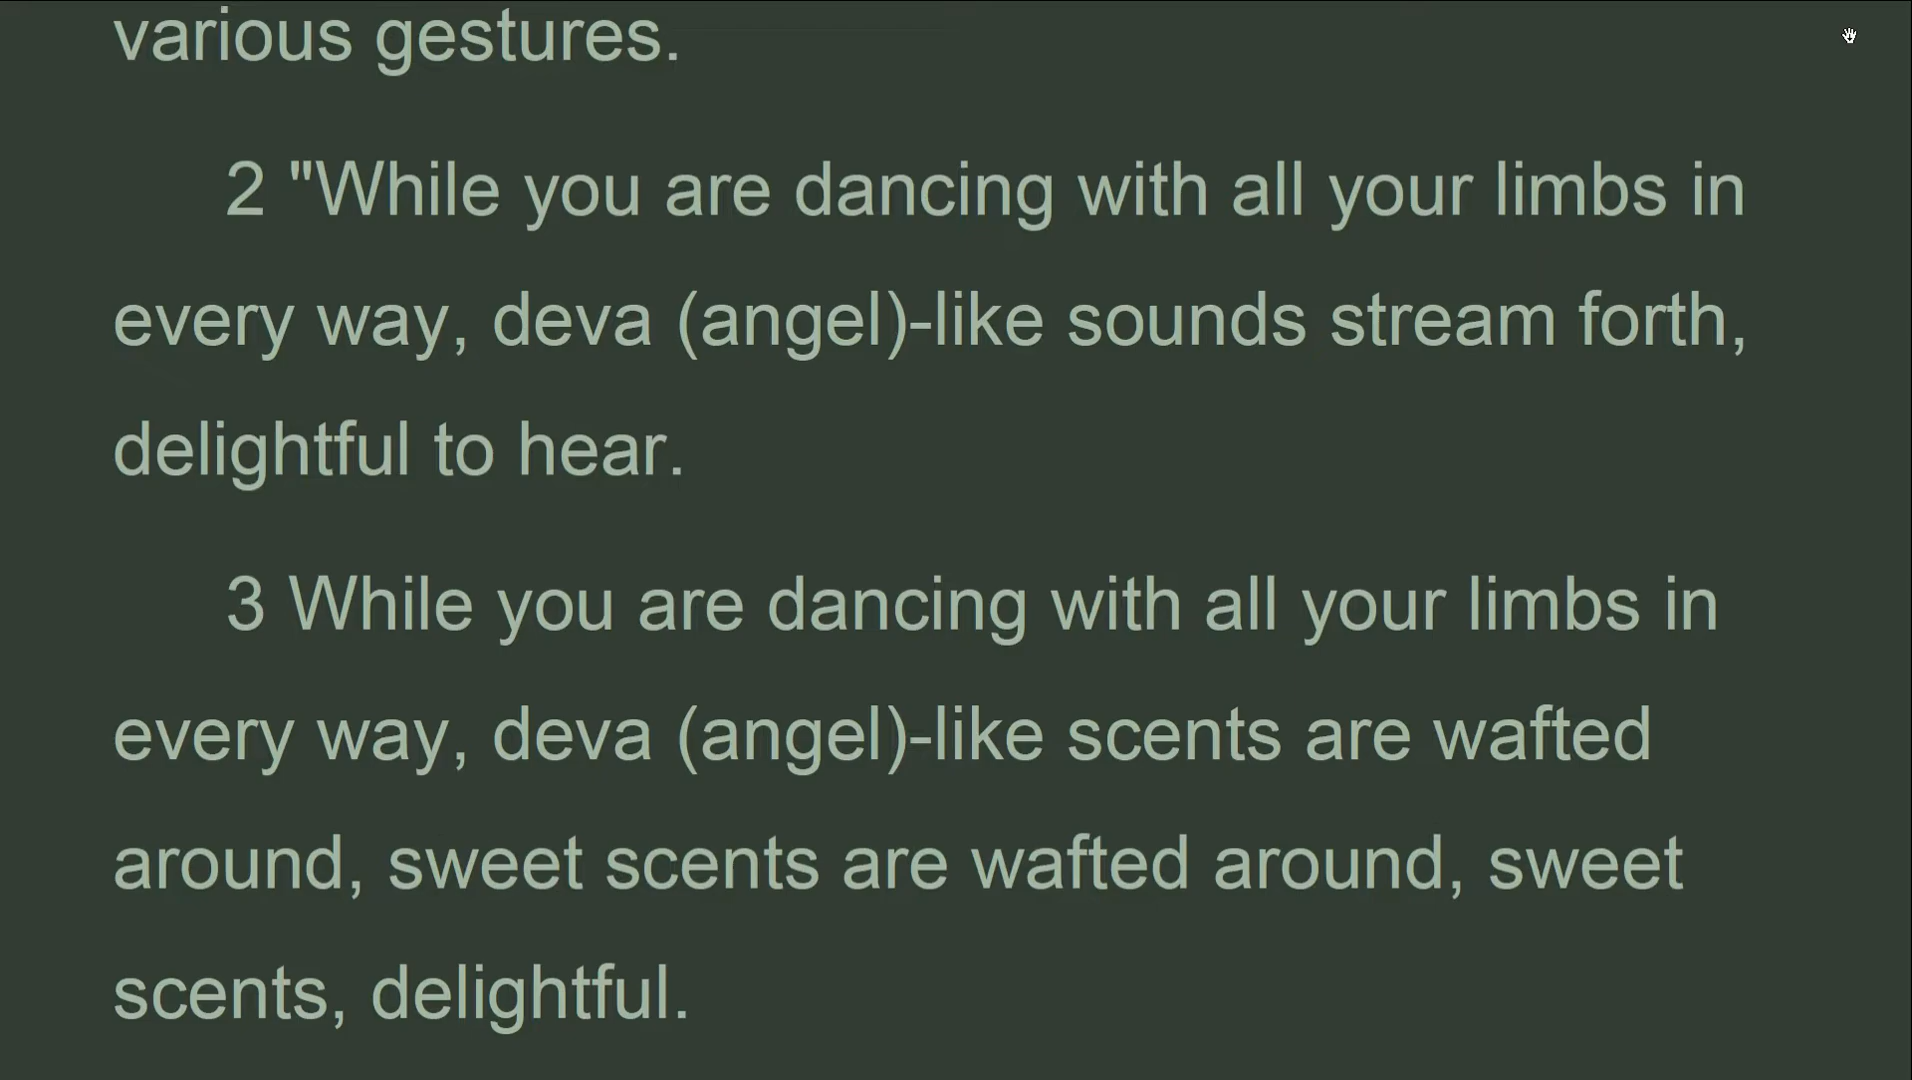 various gestures.
2 "While you are dancing with all your limbs in
every way, deva (angel)-like sounds stream forth,
delightful to hear.
3 While you are dancing with all your limbs in
every way, deva (angel)-like scents are wafted
around, sweet scents are wafted around, sweet
scents, delightful.